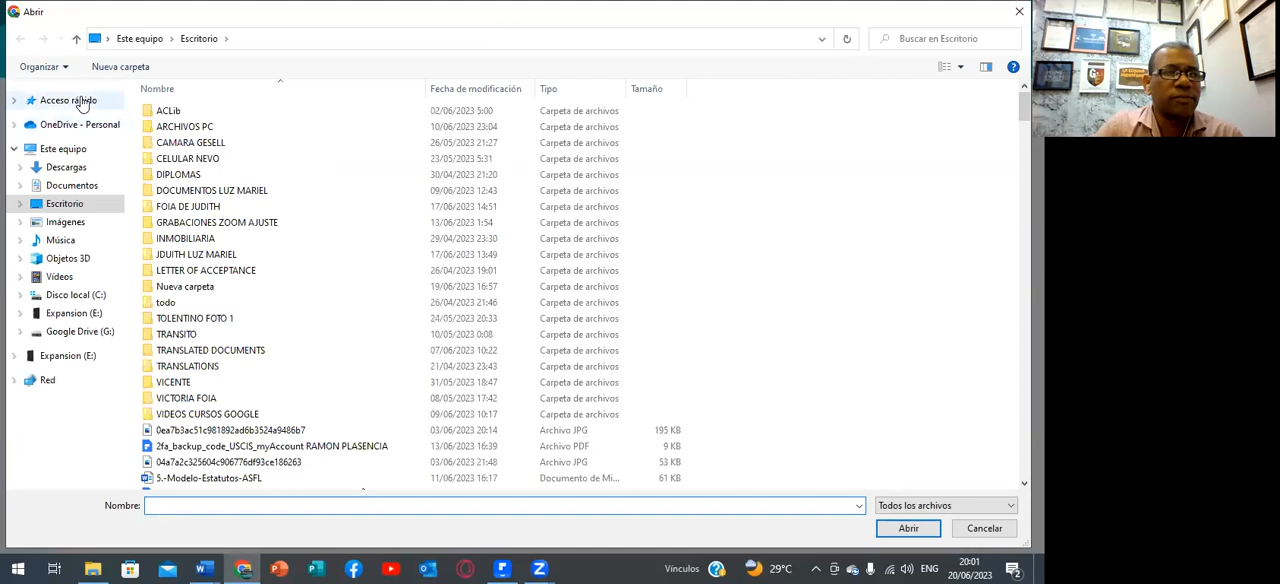 Abrir
Este equipo > Escritorio >
Buscar en Escritorio
Organizar
Nueva carpeta
Nombre
Fecha de modificación
Tipo
Tamaño
Acceso rápido
OneDrive - Personal
Este equipo
Descargas
Documentos
Escritorio
Imágenes
Música
Objetos 3D
Vídeos
Disco local (C:)
Expansion (E:)
Google Drive (G:)
Expansion (E:)
Red
ACLib 02/06/2023 5:00 Carpeta de archivos
ARCHIVOS PC 10/06/2023 23:04 Carpeta de archivos
CAMARA GESELL 26/05/2023 21:27 Carpeta de archivos
CELULAR NEVO 23/05/2023 5:31 Carpeta de archivos
DIPLOMAS 30/04/2023 21:20 Carpeta de archivos
DOCUMENTOS LUZ MARIEL 09/06/2023 12:43 Carpeta de archivos
FOIA DE JUDITH 17/06/2023 14:51 Carpeta de archivos
GRABACIONES ZOOM AJUSTE 13/06/2023 1:54 Carpeta de archivos
INMOBILIARIA 29/04/2023 23:30 Carpeta de archivos
JDUITH LUZ MARIEL 17/06/2023 13:49 Carpeta de archivos
LETTER OF ACCEPTANCE 26/04/2023 19:01 Carpeta de archivos
Nueva carpeta 19/06/2023 16:57 Carpeta de archivos
todo 26/04/2023 21:46 Carpeta de archivos
TOLENTINO FOTO 1 24/05/2023 20:33 Carpeta de archivos
TRANSITO 10/05/2023 0:08 Carpeta de archivos
TRANSLATED DOCUMENTS 07/06/2023 10:22 Carpeta de archivos
TRANSLATIONS 21/04/2023 23:43 Carpeta de archivos
VICENTE 31/05/2023 18:47 Carpeta de archivos
VICTORIA FOIA 08/05/2023 17:42 Carpeta de archivos
VIDEOS CURSOS GOOGLE 09/06/2023 10:17 Carpeta de archivos
0ea7b3ac51c981892ad6b3524a9486b7 03/06/2023 20:14 Archivo JPG 195 KB
2fa_backup_code_USCIS_myAccount RAMON PLASENCIA 13/06/2023 16:39 Archivo PDF 9 KB
04a7a2c325604c906776df93ce186263 03/06/2023 21:48 Archivo JPG 53 KB
5.-Modelo-Estatutos-ASFL 11/06/2023 16:17 Documento de Mi... 61 KB
Nombre:
Todos los archivos
Abrir
Cancelar
Vínculos
29°C
ENG
20:01
20/06/2023